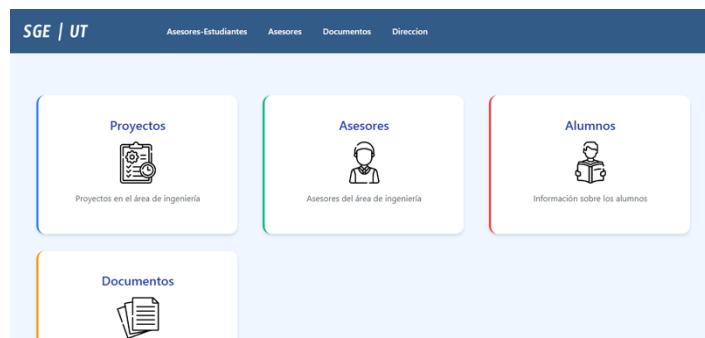 SGE | UT
Asesores-Estudiantes Asesores Documentos Direccion
Proyectos
Proyectos en el área de ingeniería
Asesores
Asesores del área de ingeniería
Alumnos
Información sobre los alumnos
Documentos